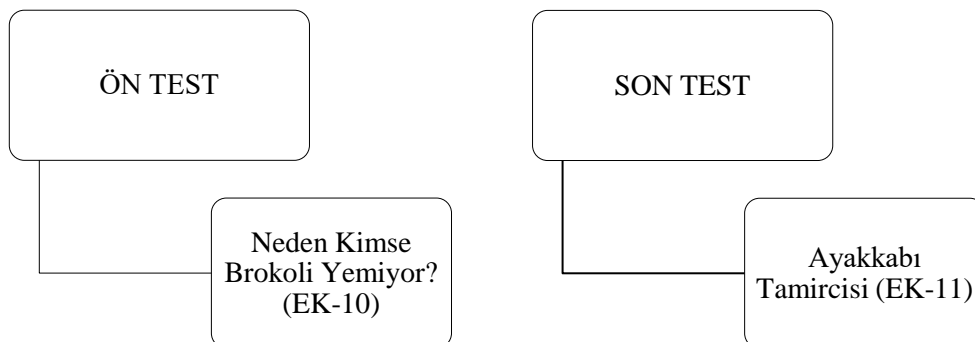 ÖN TEST
Neden Kimse
Brokoli Yemiyor?
(EK-10)
SON TEST
Ayakkabı
Tamircisi (EK-11)